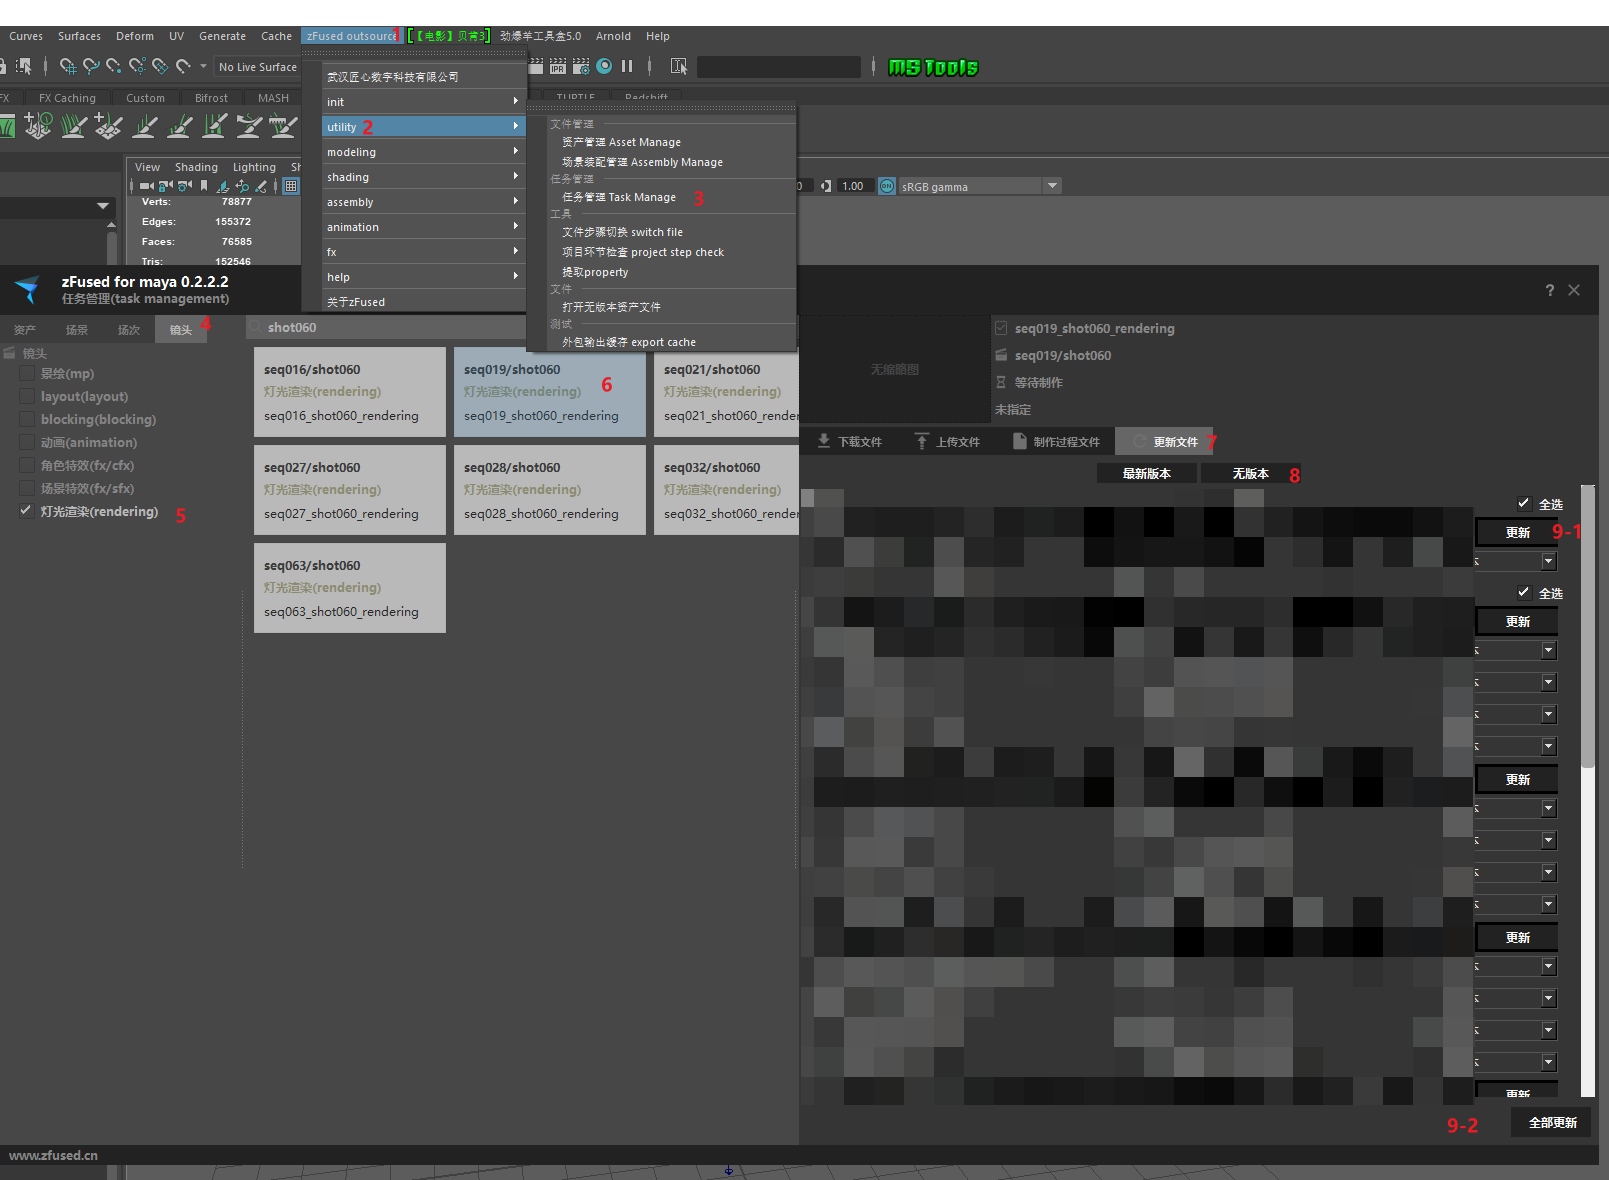 Curves Surfaces Deform UV Generate Cache zFused outsource 1 【电影】贝肯3 劲爆羊工具盒5.0 Arnold Help
No Live Surface IPR MS Tools
FX FX Caching Custom Bifrost MASH TURTLE Redshift
武汉匠心数字科技有限公司
init
utility 2
modeling
shading
assembly
animation
fx
help
关于zFused
文件管理
资产管理 Asset Manage
场景装配管理 Assembly Manage
任务管理
任务管理 Task Manage 3
工具
文件步骤切换 switch file
项目环节检查 project step check
提取property
文件
打开无版本资产文件
测试
外包输出缓存 export cache
View Shading Lighting Sh
0 1.00 ON sRGB gamma
Verts: 78877
Edges: 155372
Faces: 76585
Tris: 152546
zFused for maya 0.2.2.2
任务管理(task management)
? ×
资产 场景 场次 镜头 4
shot060
镜头
景绘(mp)
layout(layout)
blocking(blocking)
动画(animation)
角色特效(fx/cfx)
场景特效(fx/sfx)
灯光渲染(rendering) 5
seq016/shot060
灯光渲染(rendering)
seq016_shot060_rendering
seq019/shot060
灯光渲染(rendering) 6
seq019_shot060_rendering
seq021/shot060
灯光渲染(rendering)
seq021_shot060_render
seq027/shot060
灯光渲染(rendering)
seq027_shot060_rendering
seq028/shot060
灯光渲染(rendering)
seq028_shot060_rendering
seq032/shot060
灯光渲染(rendering)
seq032_shot060_render
seq063/shot060
灯光渲染(rendering)
seq063_shot060_rendering
无缩略图
seq019_shot060_rendering
seq019/shot060
等待制作
未指定
下载文件 上传文件 制作过程文件 更新文件 7
最新版本 无版本 8
全选
更新 9-1
全选
更新
更新
更新
更新
9-2 全部更新
www.zfused.cn